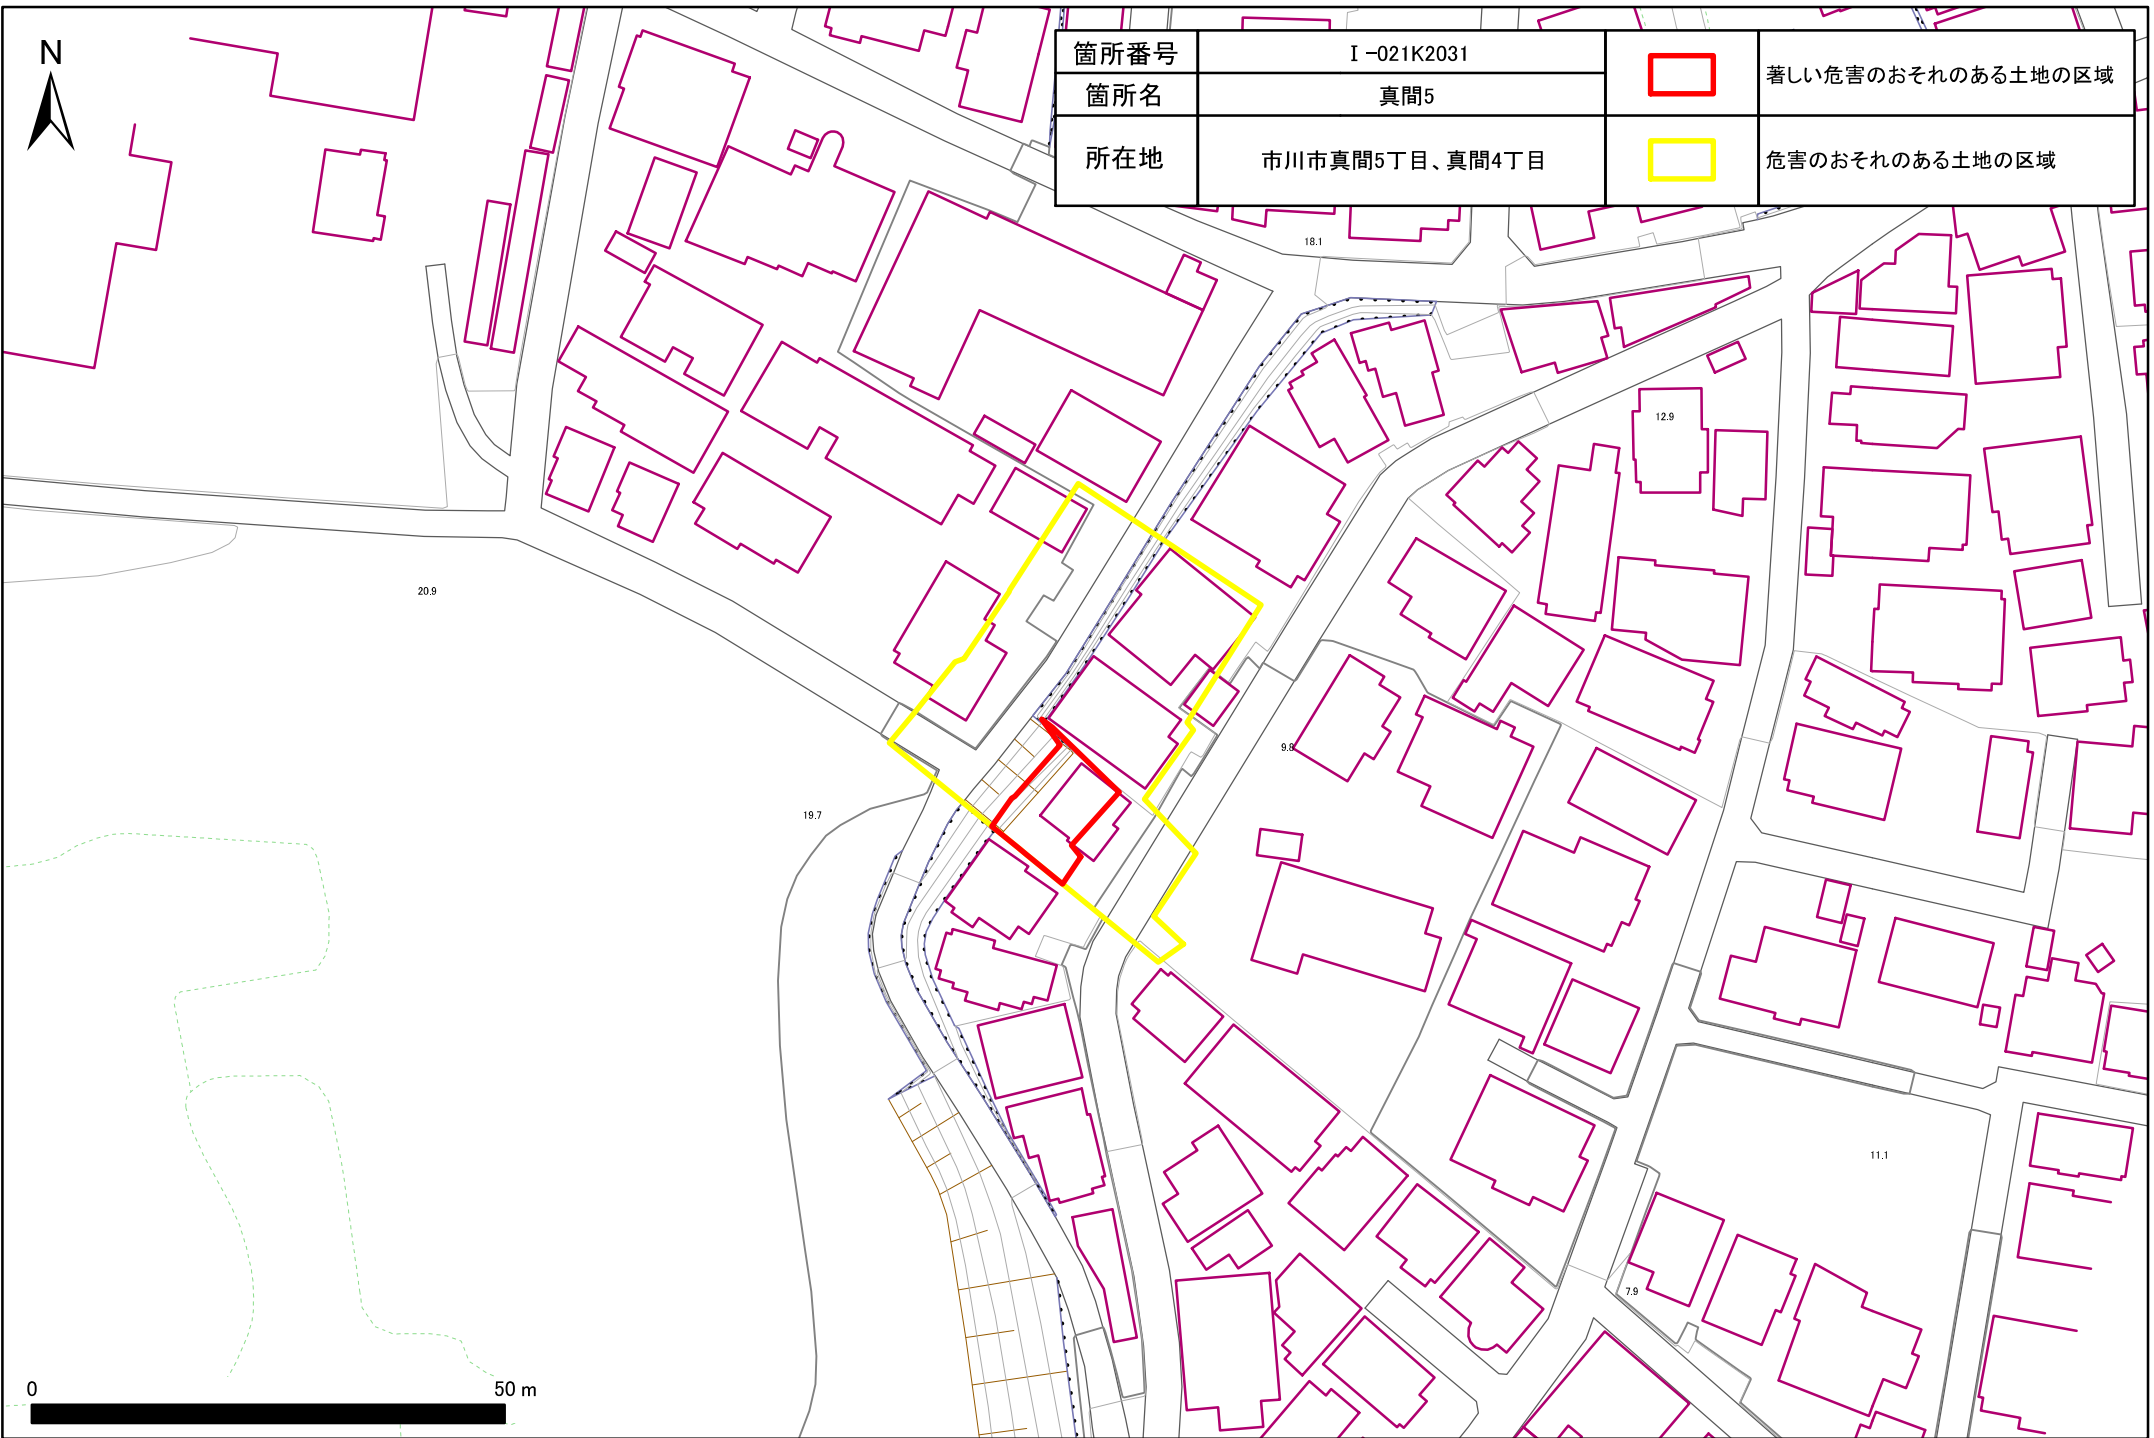 N
箇所番号 Ⅰ-021K2031
著しい危害のおそれのある土地の区域
箇所名 真間5
所在地 市川市真間5丁目、真間4丁目
危害のおそれのある土地の区域
18.1
12.9
20.9
9.8
19.7
11.1
7.9
0 50 m